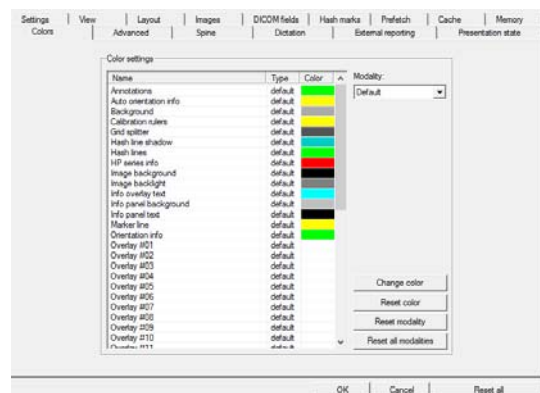 Settings View Layout Images DICOM fields Hash marks Prefetch Cache Memory
Colors Advanced Spine Dictation External reporting Presentation state
Color settings
Name Type Color Modality:
Annotations default Default
Auto orientation info default
Background default
Calibration rulers default
Grid splitter default
Hash line shadow default
Hash lines default
HP series info default
Image background default
Image backlight default
Info overlay text default
Info panel background default
Info panel text default
Marker line default
Orientation info default
Overlay #01 default
Overlay #02 default
Overlay #03 default
Overlay #04 default
Overlay #05 default Change color
Overlay #06 default
Overlay #07 default Reset color
Overlay #08 default
Overlay #09 default Reset modality
Overlay #10 default Reset all modalities
Overlay #11 default
OK Cancel Reset all